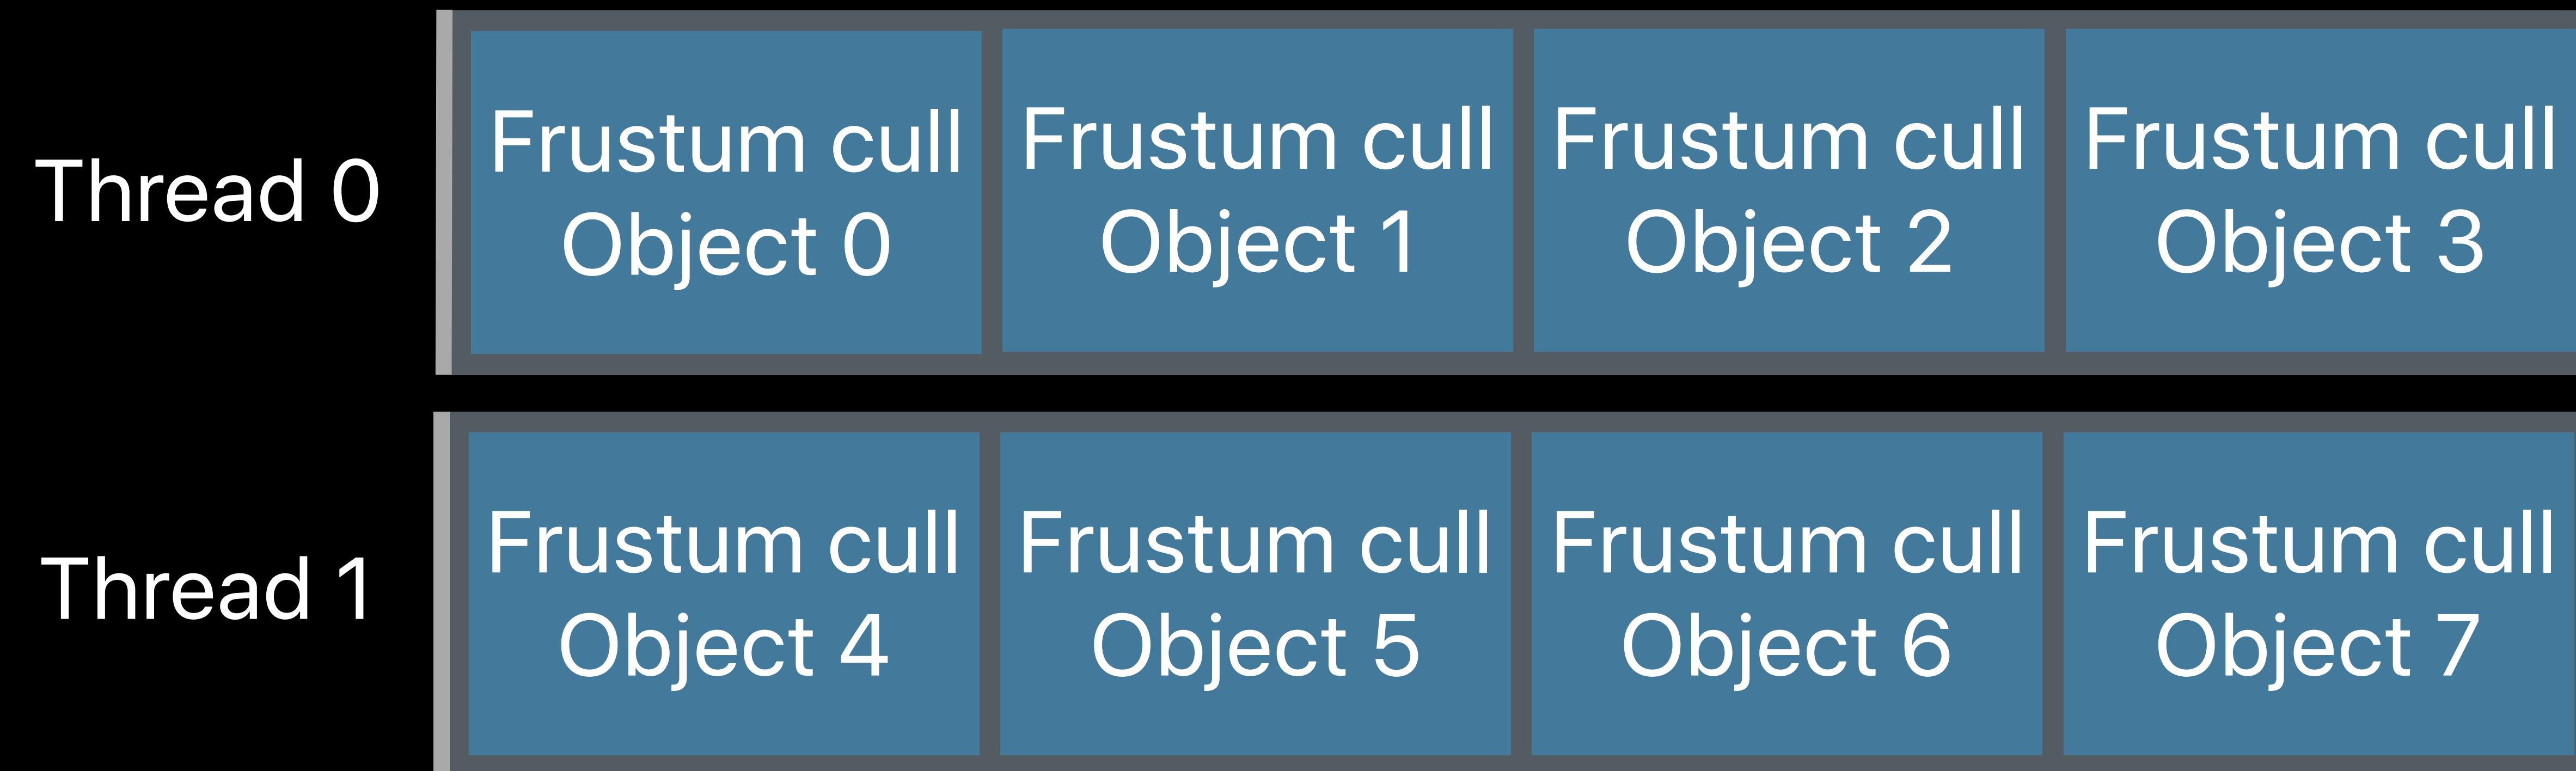 Thread 0
Frustum cull
Object 0
Frustum cull
Object 1
Frustum cull
Object 2
Frustum cull
Object 3
Thread 1
Frustum cull
Object 4
Frustum cull
Object 5
Frustum cull
Object 6
Frustum cull
Object 7